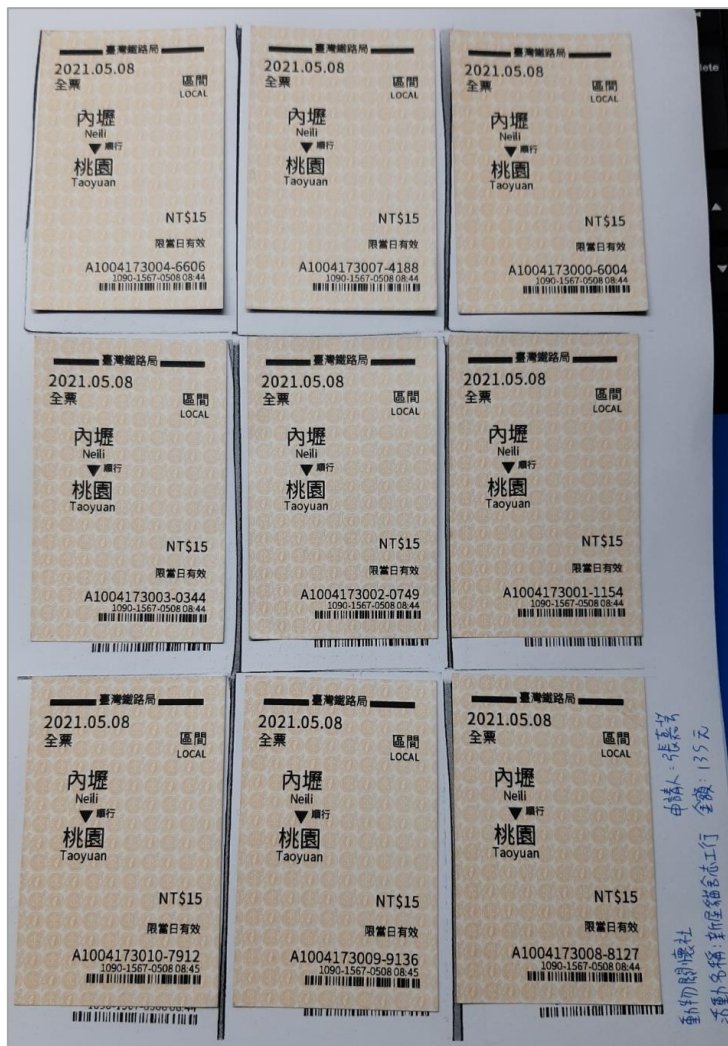 臺灣鐵路局
2021.05.08
全票
區間
LOCAL
內壢
Neili
▼順行
桃園
Taoyuan
NT$15
限當日有效
A1004173004-6606
1090-1567-0508 08:44
臺灣鐵路局
2021.05.08
全票
區間
LOCAL
內壢
Neili
▼順行
桃園
Taoyuan
NT$15
限當日有效
A1004173007-4188
1090-1567-0508 08:44
臺灣鐵路局
2021.05.08
全票
區間
LOCAL
內壢
Neili
▼順行
桃園
Taoyuan
NT$15
限當日有效
A1004173000-6004
1090-1567-0508 08:44
臺灣鐵路局
2021.05.08
全票
區間
LOCAL
內壢
Neili
▼順行
桃園
Taoyuan
NT$15
限當日有效
A1004173003-0344
1090-1567-0508 08:44
臺灣鐵路局
2021.05.08
全票
區間
LOCAL
內壢
Neili
▼順行
桃園
Taoyuan
NT$15
限當日有效
A1004173002-0749
1090-1567-0508 08:44
臺灣鐵路局
2021.05.08
全票
區間
LOCAL
內壢
Neili
▼順行
桃園
Taoyuan
NT$15
限當日有效
A1004173001-1154
1090-1567-0508 08:44
臺灣鐵路局
2021.05.08
全票
區間
LOCAL
內壢
Neili
▼順行
桃園
Taoyuan
NT$15
限當日有效
A1004173010-7912
1090-1567-0508 08:45
臺灣鐵路局
2021.05.08
全票
區間
LOCAL
內壢
Neili
▼順行
桃園
Taoyuan
NT$15
限當日有效
A1004173009-9136
1090-1567-0508 08:45
臺灣鐵路局
2021.05.08
全票
區間
LOCAL
內壢
Neili
▼順行
桃園
Taoyuan
NT$15
限當日有效
A1004173008-8127
1090-1567-0508 08:44
動物關懷社 申請人:張嘉芸
活動名稱:新屋貓舍志工行 金額:135元